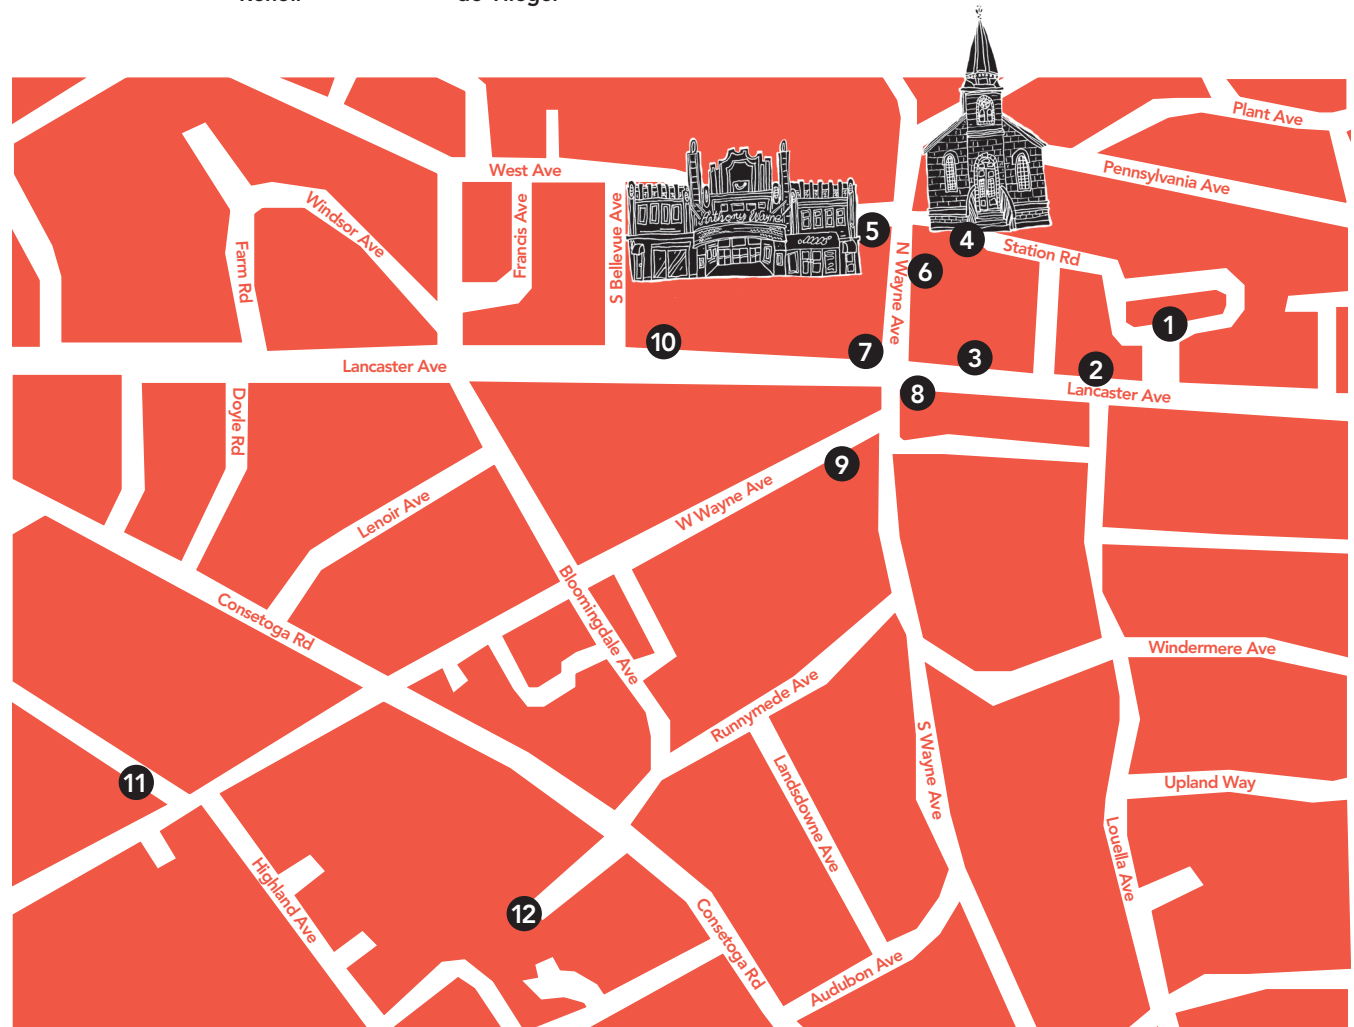 Plant Ave
West Ave
Pennsylvania Ave
Windsor Ave
Francis Ave
S Bellevue Ave
Anthony Wayne
5
4
Station Rd
Farm Rd
N Wayne Ave
6
1
10
7
3
2
Lancaster Ave
Lancaster Ave
8
Doyle Rd
9
W Wayne Ave
Lenoir Ave
Bloomingdale Ave
Consetoga Rd
Windermere Ave
Runnymede Ave
S Wayne Ave
11
Landsdowne Ave
Upland Way
Louella Ave
Highland Ave
12
Consetoga Rd
Audubon Ave